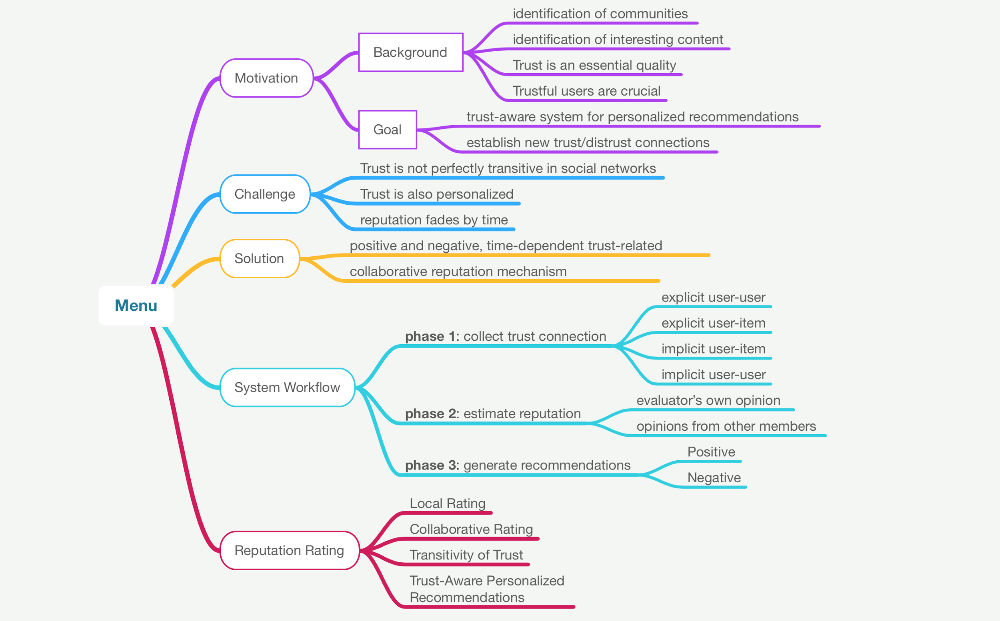 identification of communities
identification of interesting content
Background
Trust is an essential quality
Motivation
Trustful users are crucial
trust-aware system for personalized recommendations
Goal
establish new trust/distrust connections
Trust is not perfectly transitive in social networks
Challenge
Trust is also personalized
reputation fades by time
positive and negative, time-dependent trust-related
Solution
collaborative reputation mechanism
Menu
explicit user-user
explicit user-item
phase 1: collect trust connection
implicit user-item
implicit user-user
System Workflow
evaluator’s own opinion
phase 2: estimate reputation
opinions from other members
Positive
phase 3: generate recommendations
Negative
Local Rating
Collaborative Rating
Reputation Rating
Transitivity of Trust
Trust-Aware Personalized
Recommendations